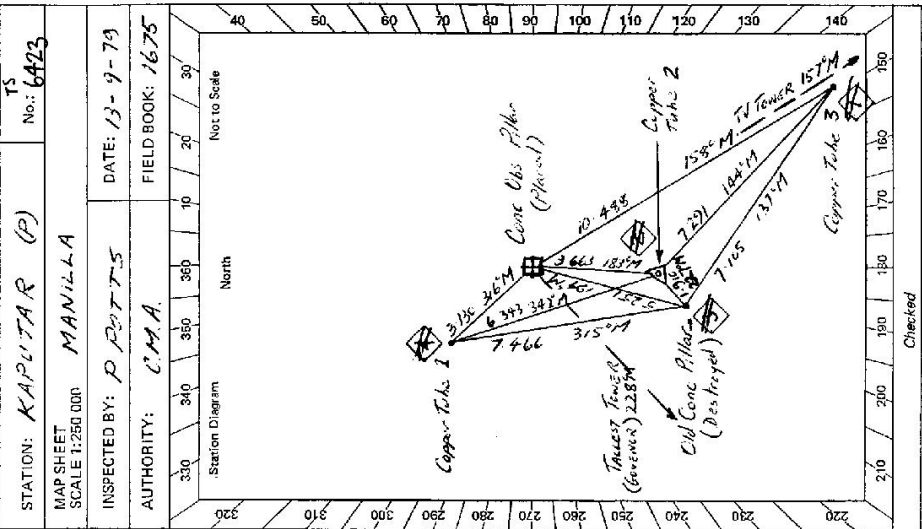 STATION: KAPUTAR (P)
TS
No.: 6423
MAP SHEET
SCALE 1:250 000 MANILLA
INSPECTED BY: P POTTS
DATE: 13-9-79
AUTHORITY: C.M.A.
FIELD BOOK: 1675
330 340 350 360 10 20 30
Station Diagram
North
Not to Scale
320 310 300 290 280 270 260 250 240 230 220
40 50 60 70 80 90 100 110 120 130 140
Copper Tube 1
3.130 316°M
Conc Obs Pillar
(Placed)
6.343 342°M
7.466 315°M
3.663 183°M
10.488 158°M
TV TOWER 157°M
Copper
Tube 2
7.291 144°M
7.105 137°M
TALLEST TOWER
(GOVENOR) 228°M
Old Conc Pillar
(Destroyed)
Copper Tube 3
210 200 190 180 170 160 150
Checked